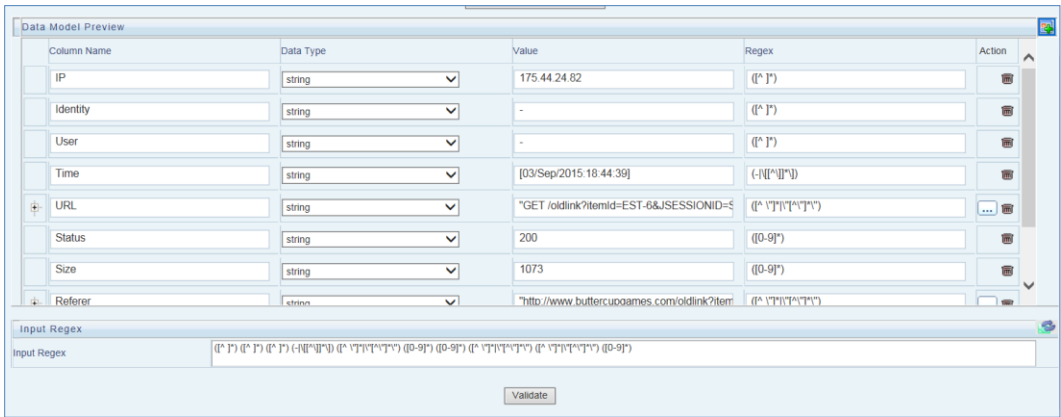 Data Model Preview
Column Name Data Type Value Regex Action
IP string 175.44.24.82 ([^ ]*)
Identity string - ([^ ]*)
User string - ([^ ]*)
Time string [03/Sep/2015:18:44:39] (-|\[[^\]]*\])
URL string "GET /oldlink?itemId=EST-6&JSESSIONID=S ([^ \"]*|\"[^\"]*\") ...
Status string 200 ([0-9]*)
Size string 1073 ([0-9]*)
Referer string "http://www.buttercupgames.com/oldlink?item ([^ \"]*|\"[^\"]*\")
Input Regex
Input Regex ([^ ]*) ([^ ]*) ([^ ]*) (-|\[[^\]]*\]) ([^ \"]*|\"[^\"]*\") ([0-9]*) ([0-9]*) ([^ \"]*|\"[^\"]*\") ([^ \"]*|\"[^\"]*\") ([0-9]*)
Validate